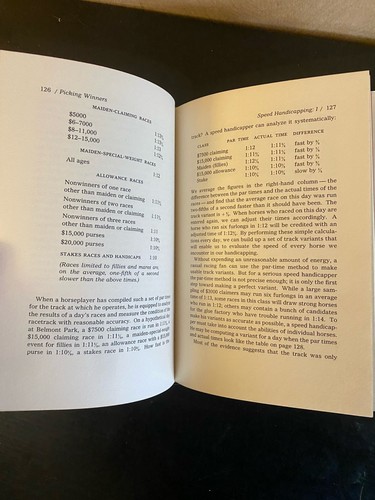 126 / Picking Winners
MAIDEN-CLAIMING RACES
$5000
$6-7000
$8-11,000
$12-15,000
MAIDEN-SPECIAL-WEIGHT RACES
All ages
ALLOWANCE RACES
Nonwinners of one race
other than maiden or claiming
Nonwinners of two races
other than maiden or claiming
Nonwinners of three races
other than maiden or claiming
$15,000 purses
$20,000 purses
STAKES RACES AND HANDICAPS 1:10
(Races limited to fillies and mares are,
on the average, one-fifth of a second
slower than the above times.)
When a horseplayer has compiled such a set of par times
for the track at which he operates, he is equipped to analyze
the results of a day's races and measure the condition of the
racetrack with reasonable accuracy. On a hypothetical day
at Belmont Park, a $7500 claiming race is run in
$15,000 claiming race in a maiden-special-weight
event for fillies in an allowance race with a
purse in a stakes race in How fast is the
Speed Handicapping: I / 127
track? A speed handicapper can analyze it systematically:
CLASS PAR TIME ACTUAL TIME DIFFERENCE
$7500 claiming 1:12 fast by
$15,000 claiming fast by
Maiden (fillies) fast by
$15,000 allowance fast by
Stake slow by
We average the figures in the right-hand column — the
difference between the par times and the actual times of the
races — and find that the average race on this day was run
two-fifths of a second faster than it should have been. The
track variant is When horses who raced on this day are
entered again, we can adjust their times accordingly. A
horse who ran six furlongs in 1:12 will be credited with an
adjusted time of By performing these simple calcula-
tions every day, we can build up a set of track variants that
will enable us to evaluate the speed of every horse we
encounter in our handicapping.
Without expending an unreasonable amount of energy, a
casual racing fan can use the par-time method to make
usable track variants. But for a serious speed handicapper
the par-time method is not precise enough; it is only the first
step toward making a perfect variant. While a large sam-
pling of claimers may run six furlongs in an average
time of 1:13, some races in this class will draw strong horses
who run in 1:12; others may contain a bunch of candidates
for the glue factory who have trouble running in 1:14. To
make his variants as accurate as possible, a speed handicap-
per must take into account the abilities of individual horses.
He may be computing a variant for a day when the par times
and actual times look like the table on page 128.
Most of the evidence suggests that the track was only